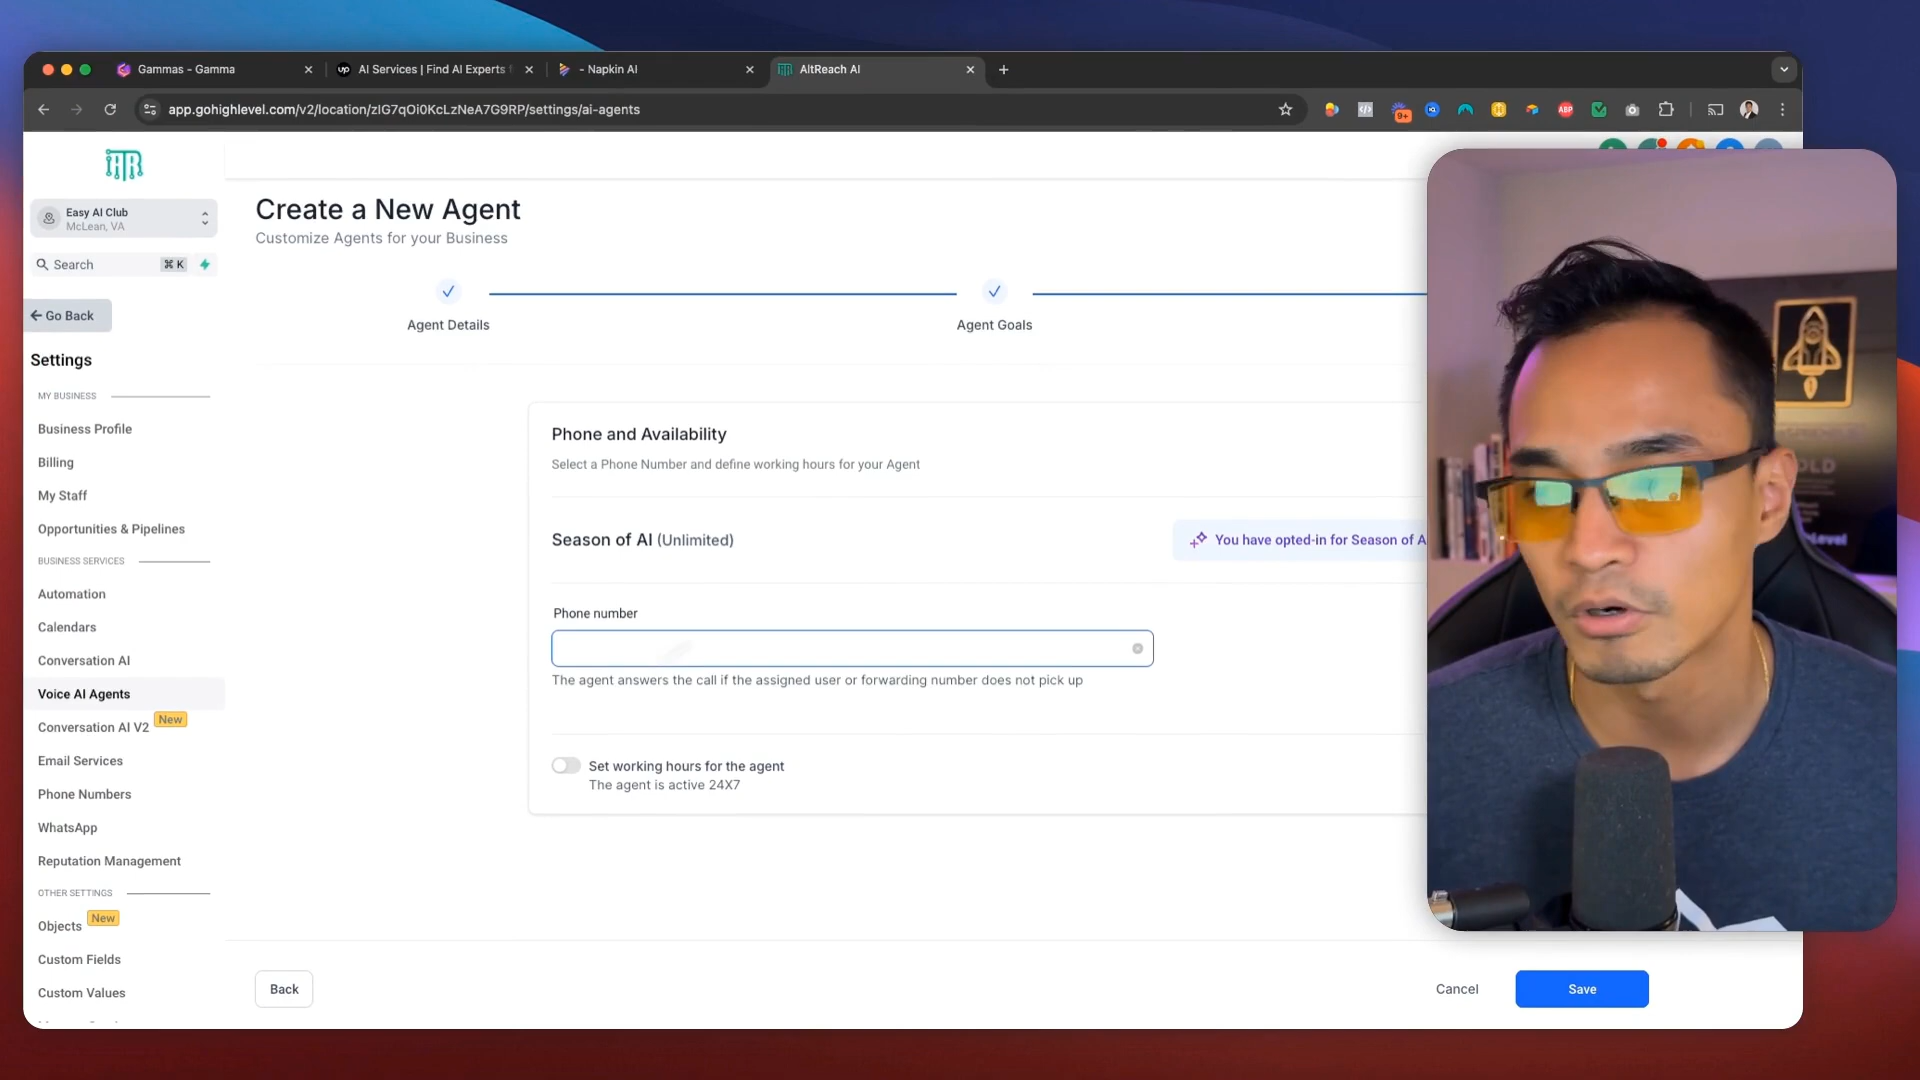 Gammas - Gamma
AI Services | Find AI Experts
- Napkin AI
AltReach AI
app.gohighlevel.com/v2/location/zIG7qOi0KcLzNeA7G9RP/settings/ai-agents
9+
ABP
Easy AI Club
McLean, VA
Search
⌘ K
Go Back
Settings
MY BUSINESS
Business Profile
Billing
My Staff
Opportunities & Pipelines
BUSINESS SERVICES
Automation
Calendars
Conversation AI
Voice AI Agents
Conversation AI V2 New
Email Services
Phone Numbers
WhatsApp
Reputation Management
OTHER SETTINGS
Objects New
Custom Fields
Custom Values
Create a New Agent
Customize Agents for your Business
Agent Details
Agent Goals
Phone and Availability
Select a Phone Number and define working hours for your Agent
Season of AI (Unlimited)
You have opted-in for Season of A
Phone number
The agent answers the call if the assigned user or forwarding number does not pick up
Set working hours for the agent
The agent is active 24X7
Back
Cancel
Save